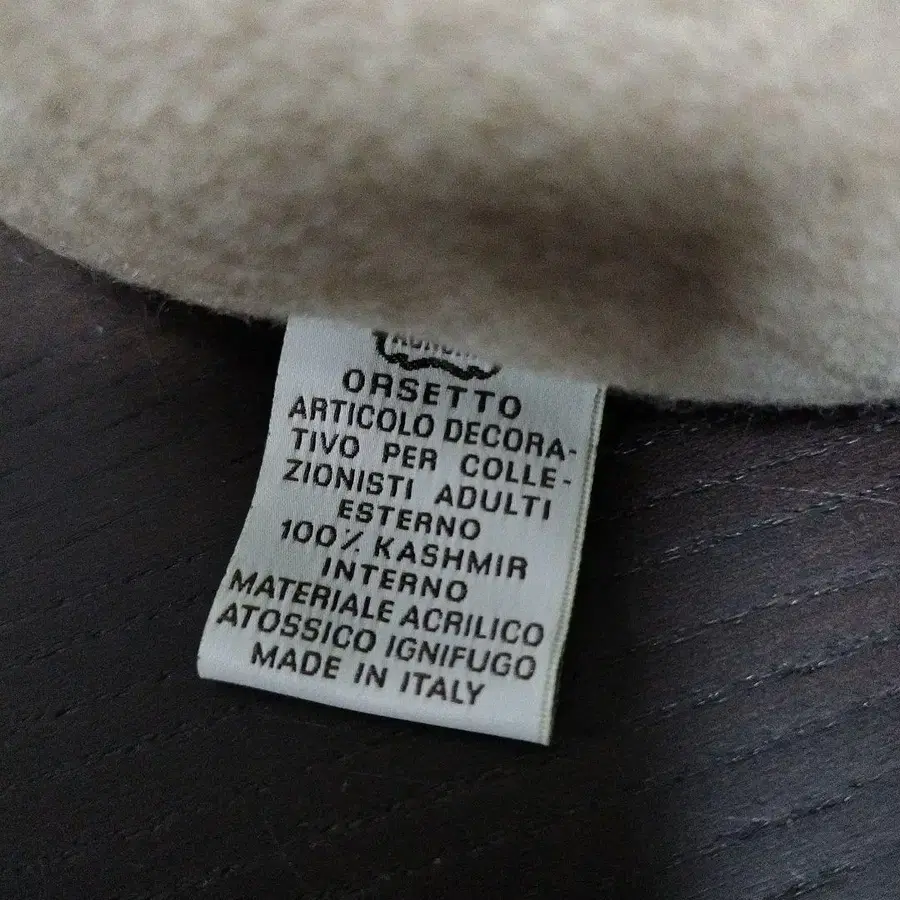 ORSETTO
ARTICOLO DECORA-
TIVO PER COLLE-
ZIONISTI ADULTI
ESTERNO
100% KASHMIR
INTERNO
MATERIALE ACRILICO
ATOSSICO IGNIFUGO
MADE IN ITALY